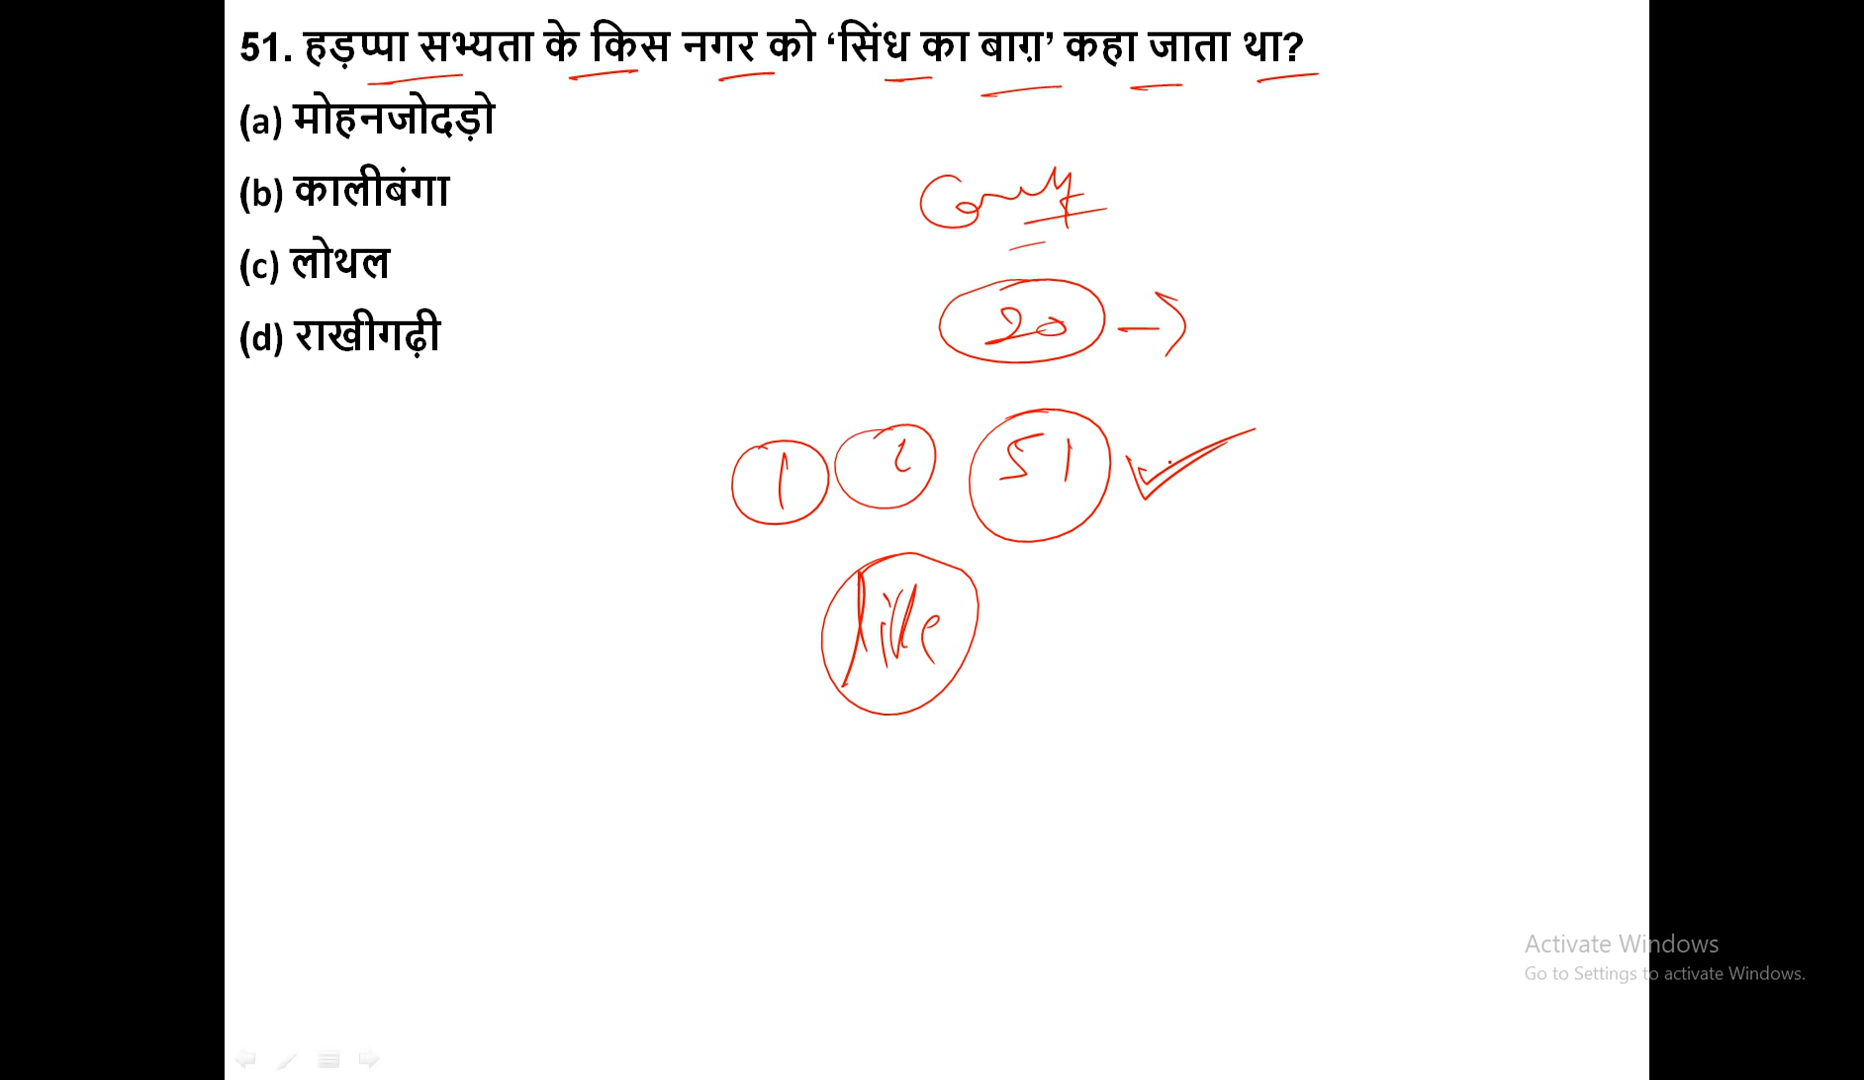 51. हड़प्पा सभ्यता के किस नगर को ‘सिंध का बाग़’ कहा जाता था?
(a) मोहनजोदड़ो
(b) कालीबंगा
(c) लोथल
(d) राखीगढ़ी
20
1 2 51
Activate Windows
Go to Settings to activate Windows.